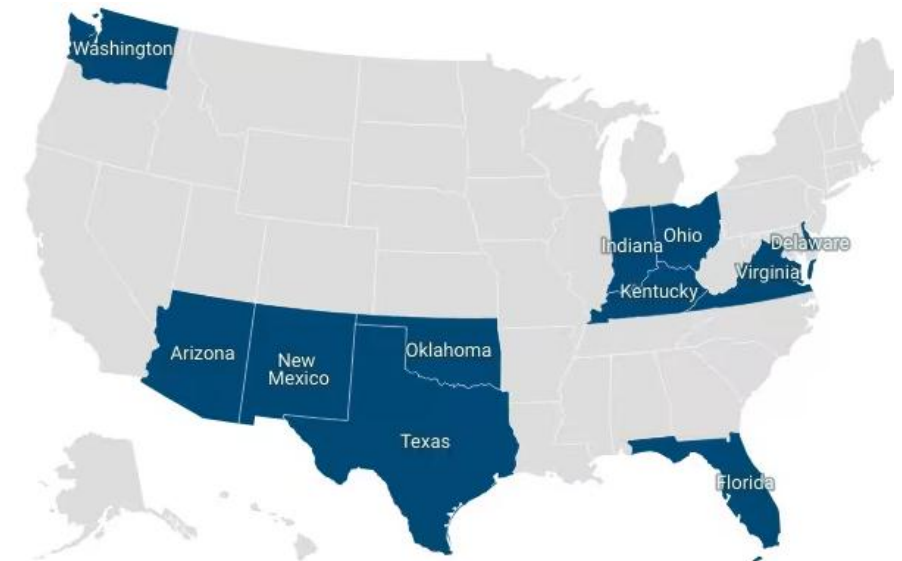 Washington
Indiana
Ohio
Delaware
Virginia
Kentucky
Arizona
New
Mexico
Oklahoma
Texas
Florida